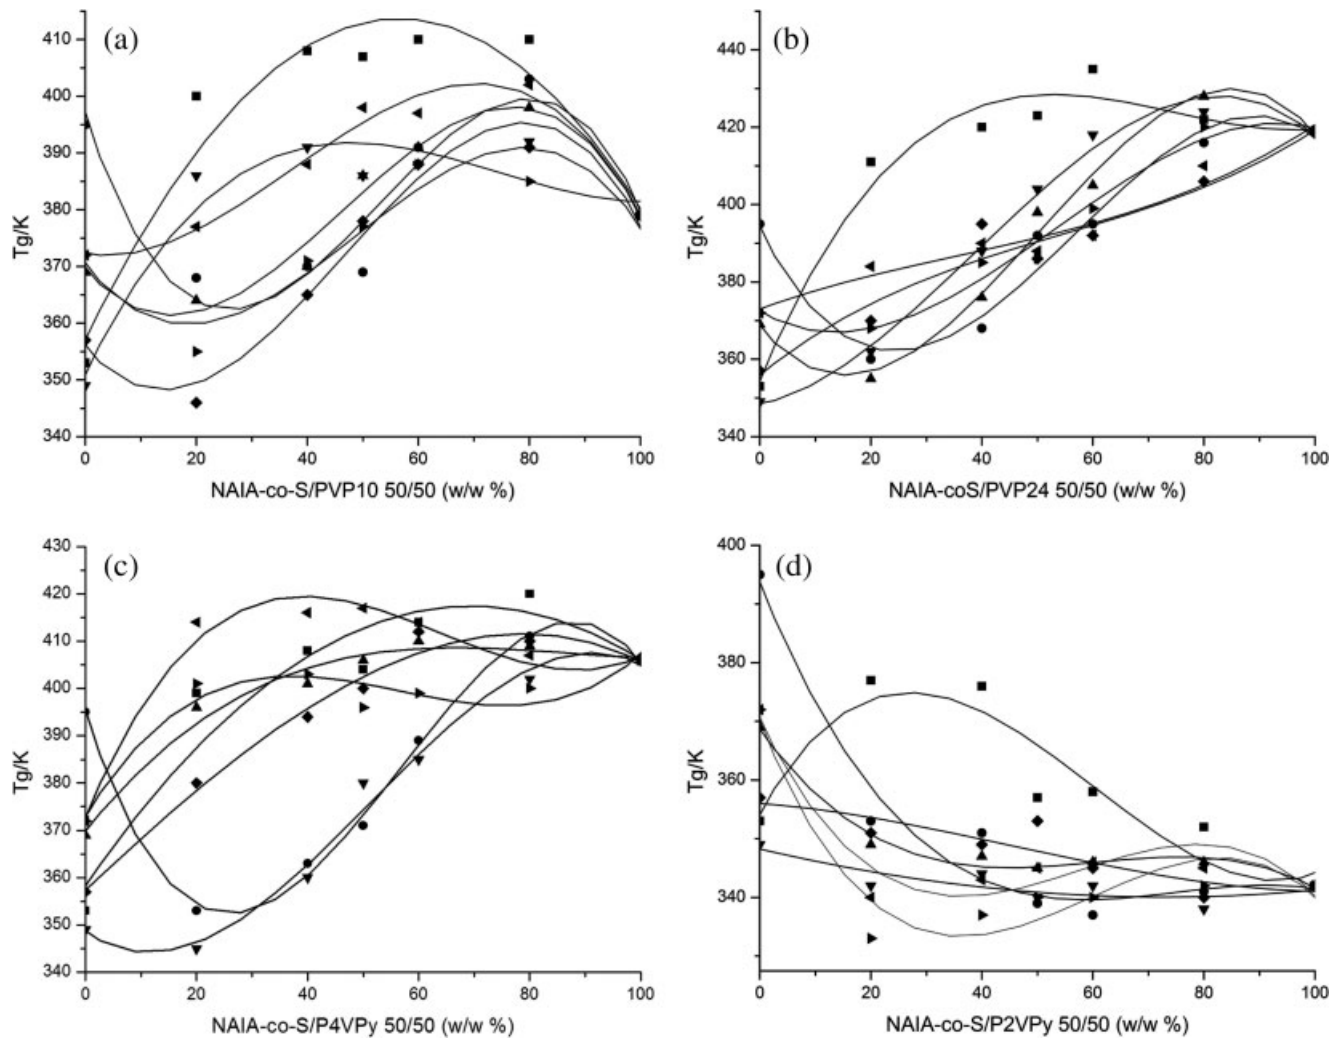 (a)
410
400
390
380
370
360
350
340
Tg/K
0 20 40 60 80 100
NAIA-co-S/PVP10 50/50 (w/w %)
(b)
440
420
400
380
360
340
Tg/K
0 20 40 60 80 100
NAIA-coS/PVP24 50/50 (w/w %)
(c)
430
420
410
400
390
380
370
360
350
340
Tg/K
0 20 40 60 80 100
NAIA-co-S/P4VPy 50/50 (w/w %)
(d)
400
380
360
340
Tg/K
0 20 40 60 80 100
NAIA-co-S/P2VPy 50/50 (w/w %)